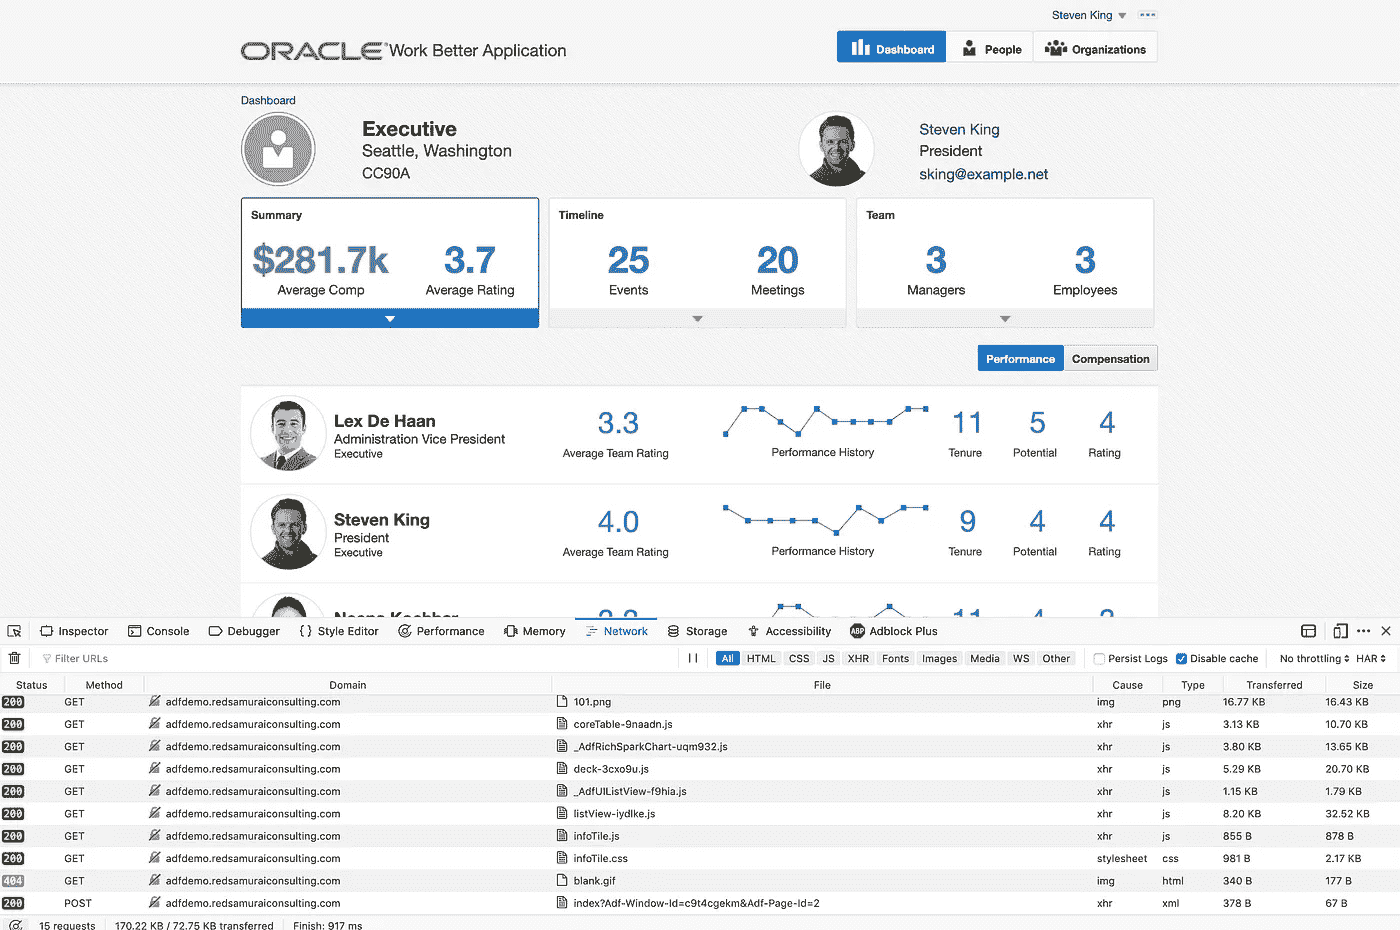 Steven King
ORACLE Work Better Application
Dashboard People Organizations
Dashboard
Executive
Seattle, Washington
CC90A
Steven King
President
sking@example.net
Summary
$281.7k 3.7
Average Comp Average Rating
Timeline
25 20
Events Meetings
Team
3 3
Managers Employees
Performance Compensation
Lex De Haan
Administration Vice President
Executive
3.3
Average Team Rating
Performance History
11 5 4
Tenure Potential Rating
Steven King
President
Executive
4.0
Average Team Rating
Performance History
9 4 4
Tenure Potential Rating
Inspector Console Debugger { } Style Editor Performance Memory Network Storage Accessibility ABP Adblock Plus
Filter URLs All HTML CSS JS XHR Fonts Images Media WS Other Persist Logs Disable cache No throttling HAR
Status Method Domain File Cause Type Transferred Size
200 GET adfdemo.redsamuraiconsulting.com 101.png img png 16.77 KB 16.43 KB
200 GET adfdemo.redsamuraiconsulting.com coreTable-9naadn.js xhr js 3.13 KB 10.70 KB
200 GET adfdemo.redsamuraiconsulting.com _AdfRichSparkChart-uqm932.js xhr js 3.80 KB 13.65 KB
200 GET adfdemo.redsamuraiconsulting.com deck-3cxo9u.js xhr js 5.29 KB 20.70 KB
200 GET adfdemo.redsamuraiconsulting.com _AdfUIListView-f9hia.js xhr js 1.15 KB 1.79 KB
200 GET adfdemo.redsamuraiconsulting.com listView-iydlke.js xhr js 8.20 KB 32.52 KB
200 GET adfdemo.redsamuraiconsulting.com infoTile.js xhr js 855 B 878 B
200 GET adfdemo.redsamuraiconsulting.com infoTile.css stylesheet css 981 B 2.17 KB
404 GET adfdemo.redsamuraiconsulting.com blank.gif img html 340 B 177 B
200 POST adfdemo.redsamuraiconsulting.com index?Adf-Window-Id=c9t4cgekm&Adf-Page-Id=2 xhr xml 378 B 67 B
15 requests 170.22 KB / 72.75 KB transferred Finish: 917 ms